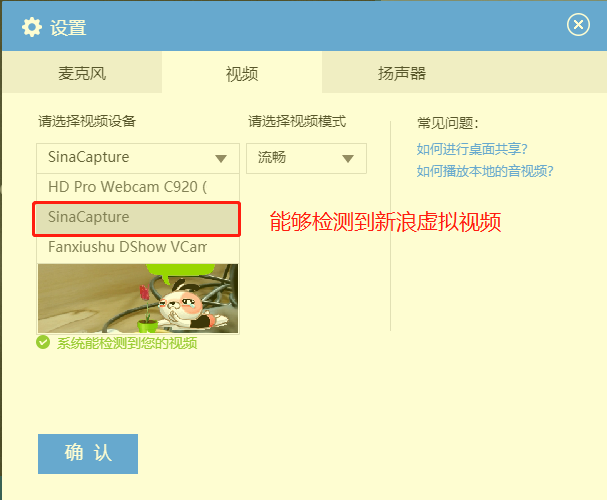 设置
麦克风
视频
扬声器
请选择视频设备
请选择视频模式
常见问题：
SinaCapture
流畅
如何进行桌面共享？
如何播放本地的音视频？
HD Pro Webcam C920 (
SinaCapture
能够检测到新浪虚拟视频
Fanxiushu DShow VCam
系统能检测到您的视频
确 认